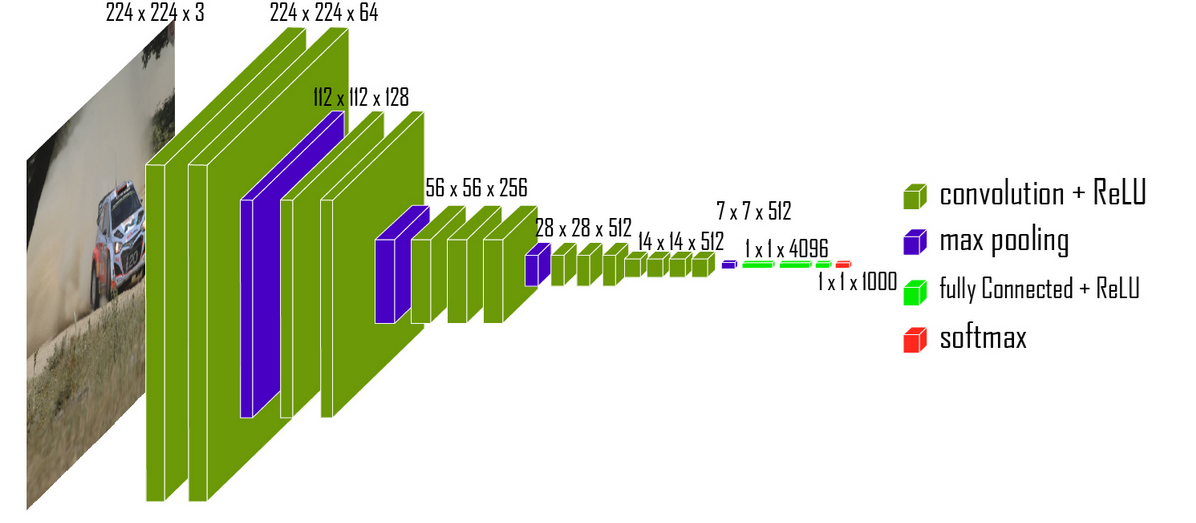 224 x 224 x 3
224 x 224 x 64
112 x 112 x 128
56 x 56 x 256
28 x 28 x 512
14 x 14 x 512
7 x 7 x 512
1 x 1 x 4096
1 x 1 x 1000
convolution + ReLU
max pooling
fully Connected + ReLU
softmax